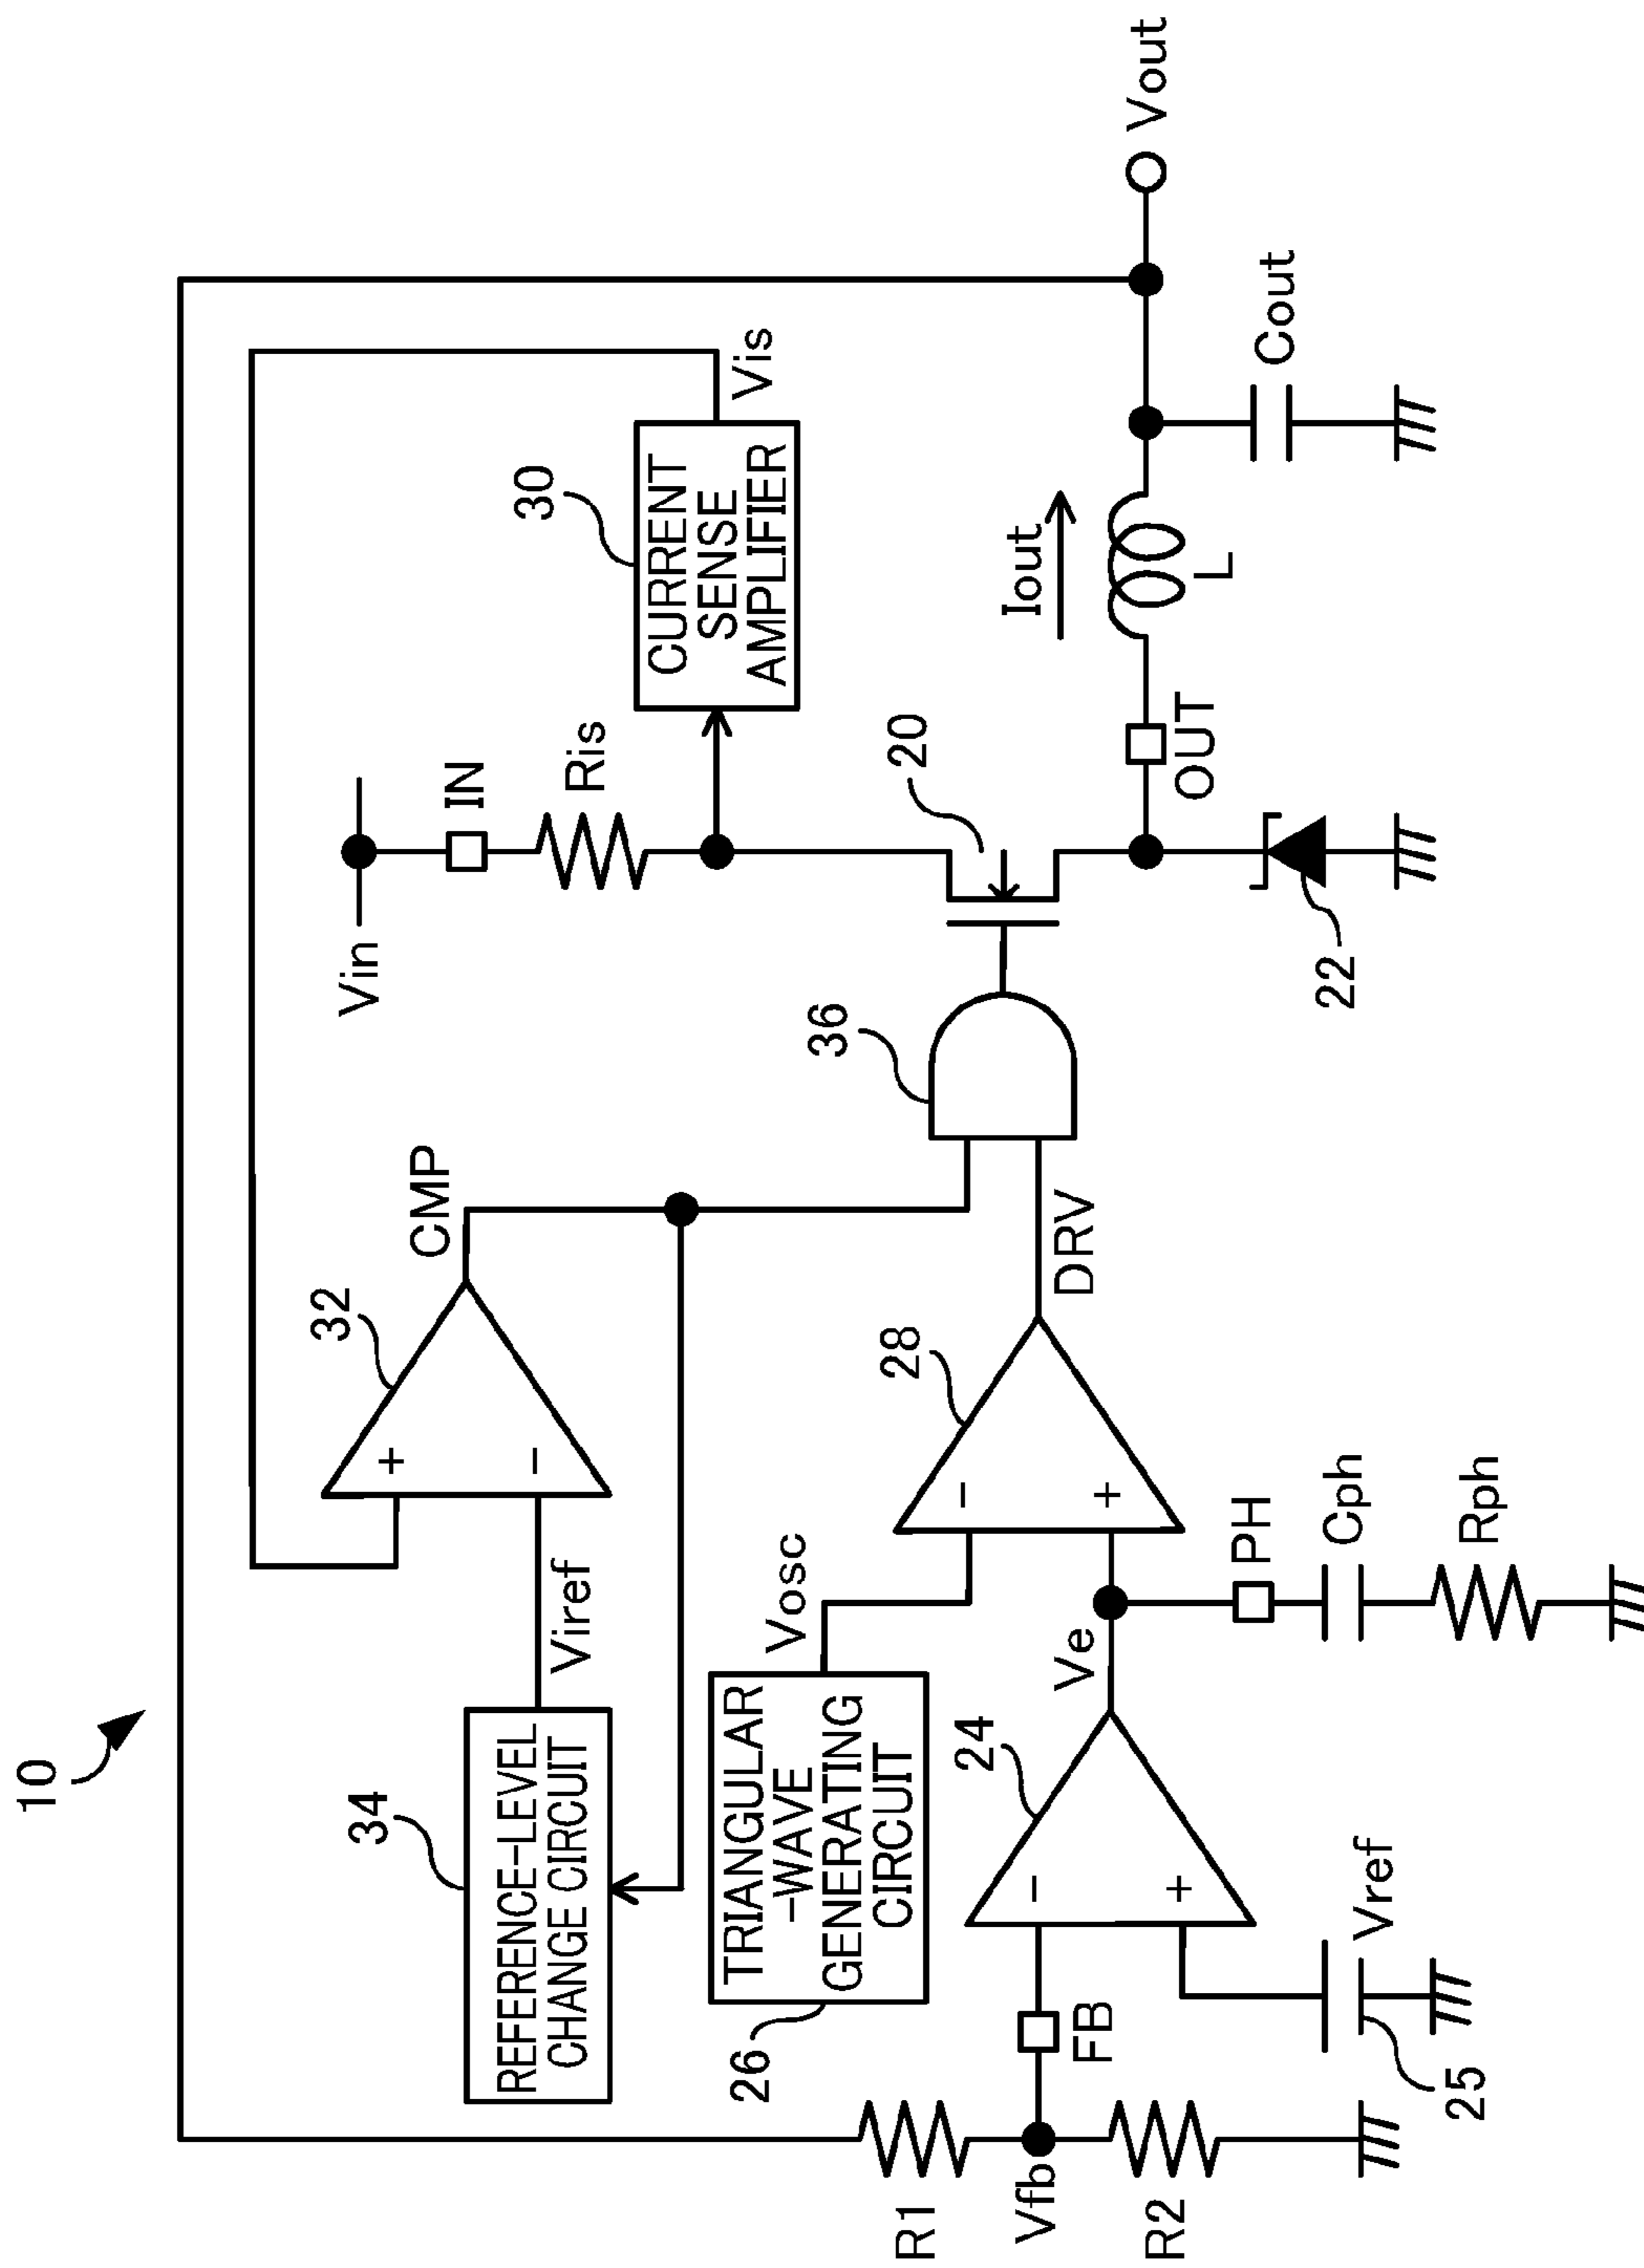 10
Vin
IN
Ris
30
CURRENT
SENSE
AMPLIFIER
Vis
32
+
-
CMP
34
REFERENCE-LEVEL
CHANGE CIRCUIT
Viref
36
20
26
TRIANGULAR
-WAVE
GENERATING
CIRCUIT
Vosc
28
-
+
DRV
22
OUT
Iout
L
Cout
Vout
R1
Vfb
R2
FB
24
-
+
Ve
25
Vref
PH
Cph
Rph